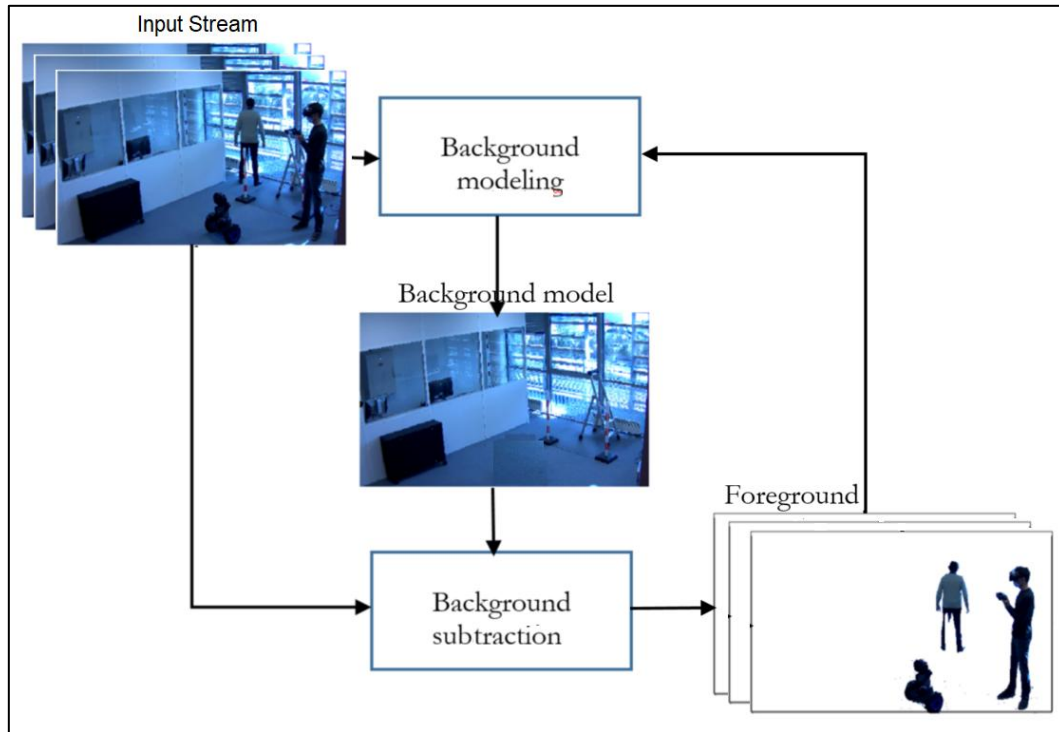 Input Stream
Background
modeling
Background model
Foreground
Background
subtraction